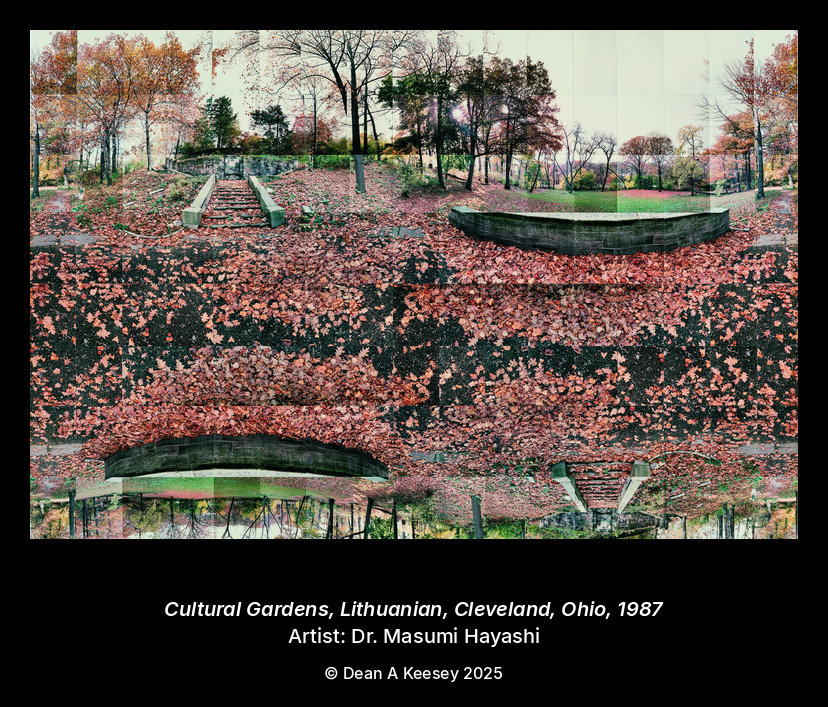 Cultural Gardens, Lithuanian, Cleveland, Ohio, 1987
Artist: Dr. Masumi Hayashi
© Dean A Keesey 2025